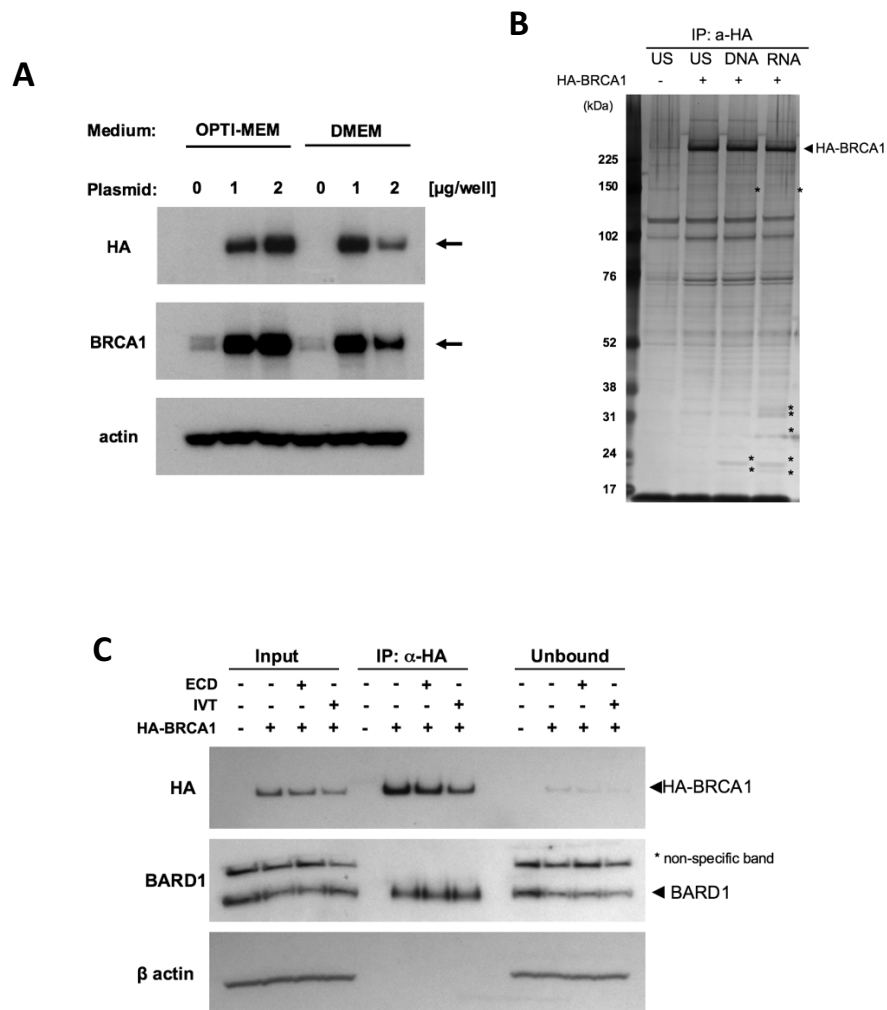 A
Medium: OPTI-MEM DMEM
Plasmid: 0 1 2 0 1 2 [µg/well]
HA
BRCA1
actin
B
IP: a-HA
US US DNA RNA
HA-BRCA1 - + + +
(kDa)
HA-BRCA1
225
150 * *
102
76
52
38
31 * *
*
24 * *
* *
17
C
Input IP: α-HA Unbound
ECD - - + - - - + - - - + -
IVT - - - + - - - + - - - +
HA-BRCA1 - + + + - + + + - + + +
HA HA-BRCA1
* non-specific band
BARD1 BARD1
β actin